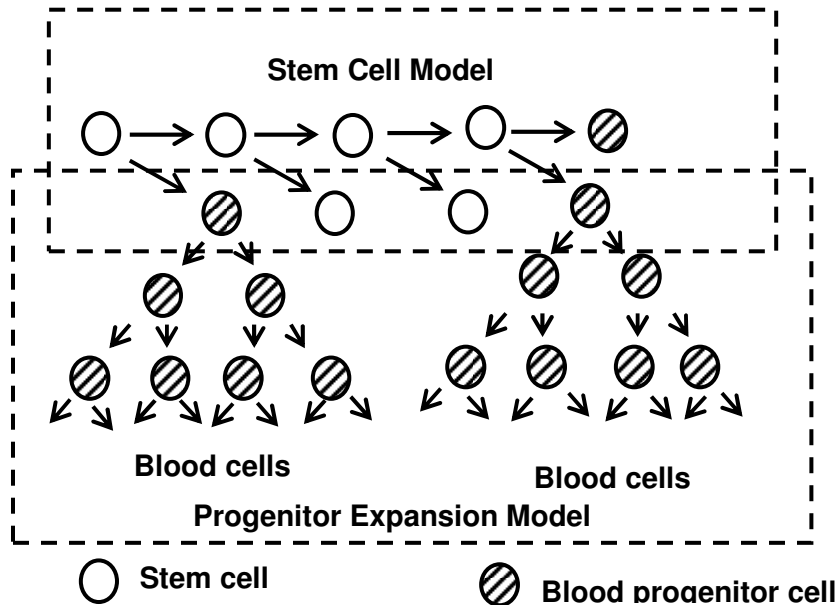 Stem Cell Model
Blood cells
Blood cells
Progenitor Expansion Model
Stem cell
Blood progenitor cell